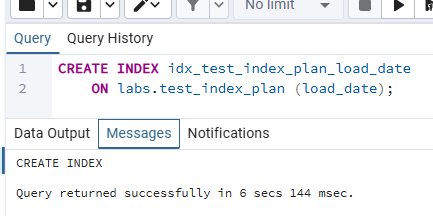 No limit
Query Query History
1 CREATE INDEX idx_test_index_plan_load_date
2 ON labs.test_index_plan (load_date);
Data Output Messages Notifications
CREATE INDEX
Query returned successfully in 6 secs 144 msec.